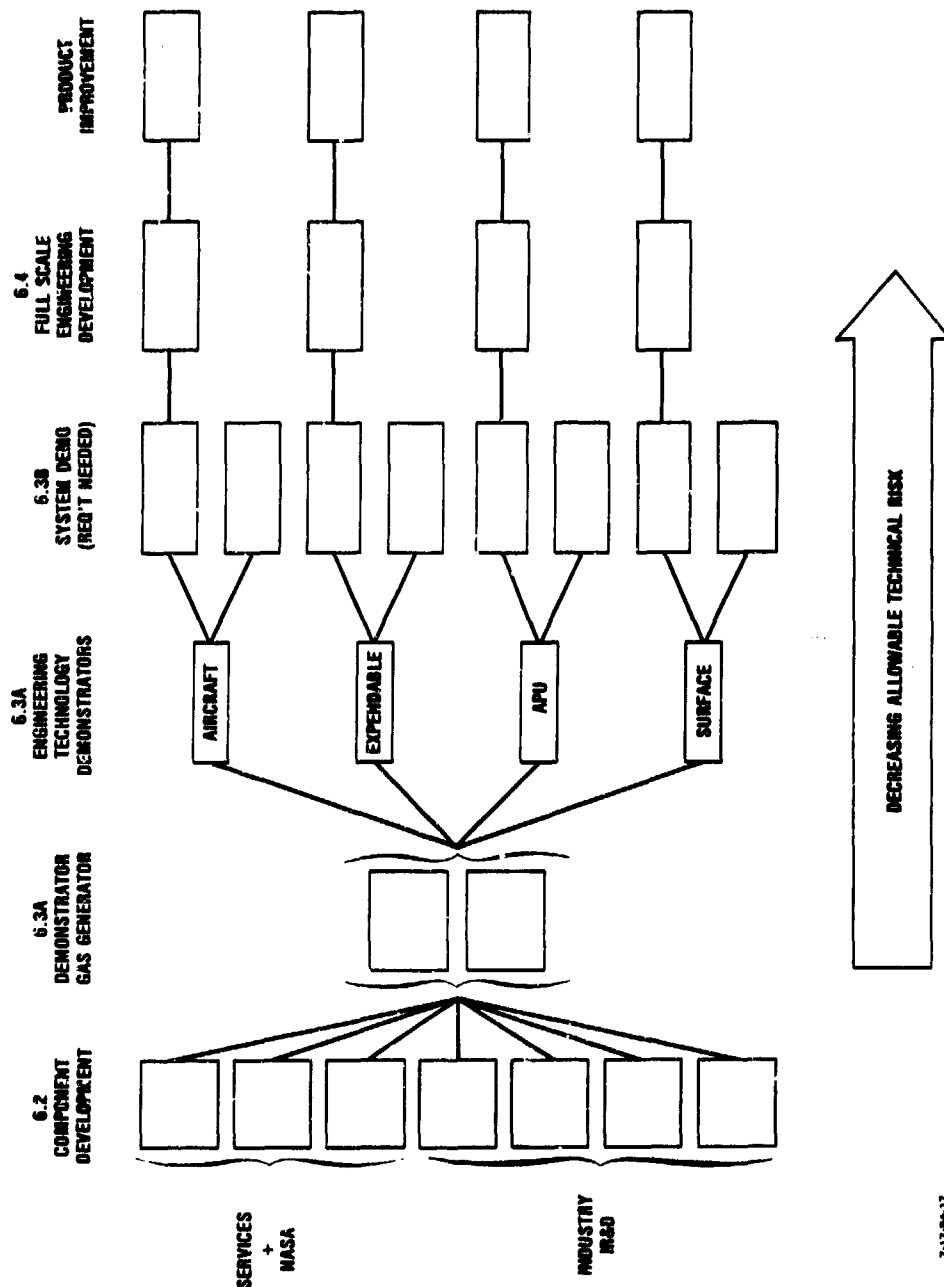 6.2
COMPONENT
DEVELOPMENT
6.3A
DEMONSTRATOR
GAS GENERATOR
6.3A
ENGINEERING
TECHNOLOGY
DEMONSTRATORS
6.3B
SYSTEM DEMO
(REQ'T NEEDED)
6.4
FULL SCALE
ENGINEERING
DEVELOPMENT
PRODUCT
IMPROVEMENT
SERVICES
+
NASA
INDUSTRY
IR&D
AIRCRAFT
EXPENDABLE
APU
SURFACE
DECREASING ALLOWABLE TECHNICAL RISK